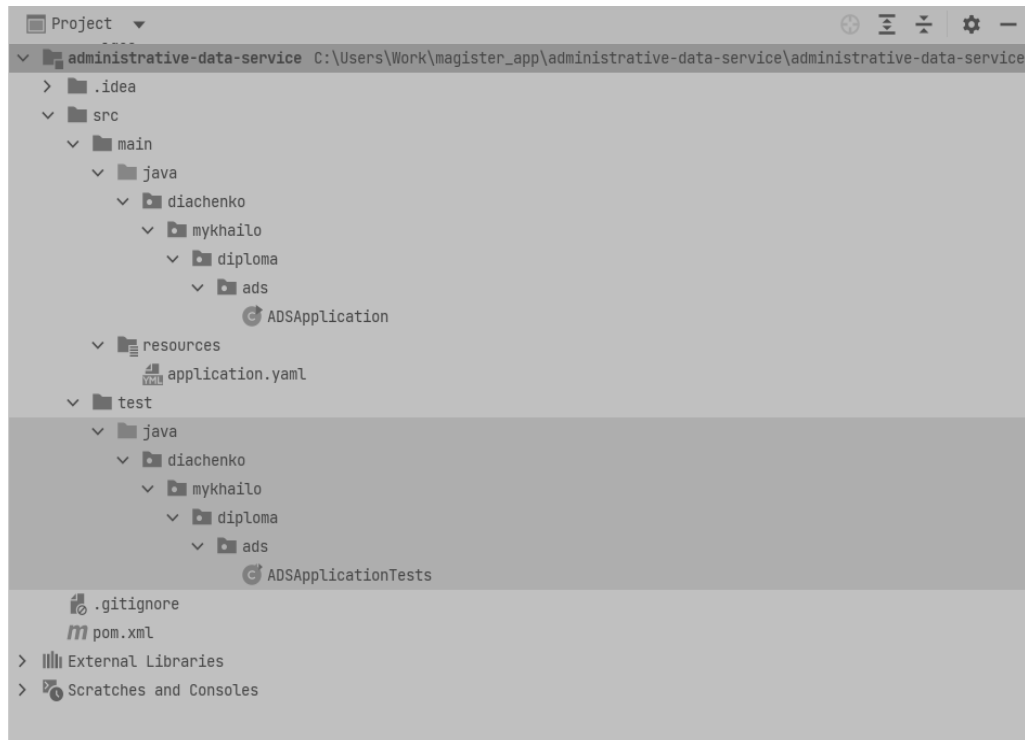 Project
administrative-data-service C:\Users\Work\magister_app\administrative-data-service\administrative-data-service
.idea
src
main
java
diachenko
mykhailo
diploma
ads
ADSApplication
resources
application.yaml
test
java
diachenko
mykhailo
diploma
ads
ADSApplicationTests
.gitignore
pom.xml
External Libraries
Scratches and Consoles